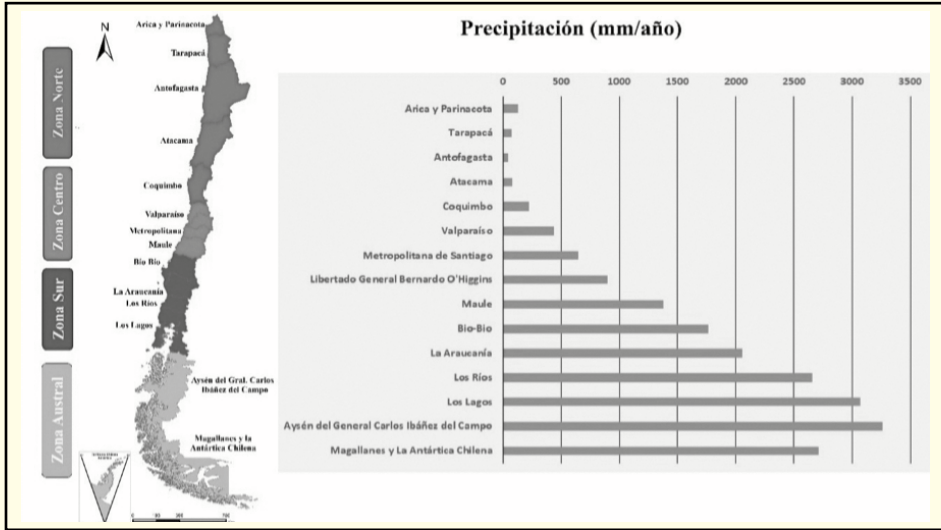 Precipitación (mm/año)
N
Zona Norte
Zona Centro
Zona Sur
Zona Austral
Arica y Parinacota
Tarapacá
Antofagasta
Atacama
Coquimbo
Valparaíso
Metropolitana
Maule
Bío Bío
La Araucanía
Los Ríos
Los Lagos
Aysén del Gral. Carlos
Ibáñez del Campo
Magallanes y la
Antártica Chilena
0 500 1000 1500 2000 2500 3000 3500
Arica y Parinacota
Tarapacá
Antofagasta
Atacama
Coquimbo
Valparaíso
Metropolitana de Santiago
Libertado General Bernardo O'Higgins
Maule
Bio-Bio
La Araucanía
Los Ríos
Los Lagos
Aysén del General Carlos Ibáñez del Campo
Magallanes y La Antártica Chilena